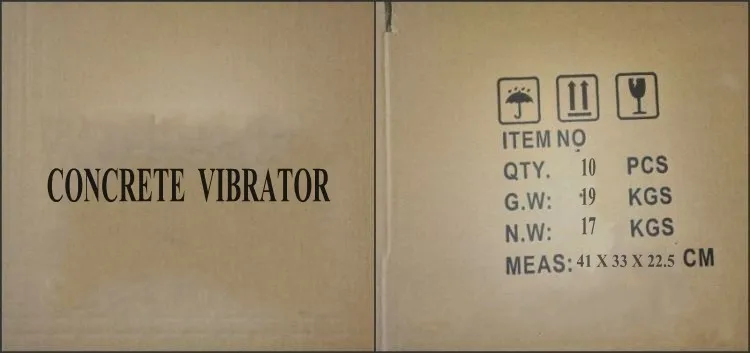 CONCRETE VIBRATOR
ITEM NO
QTY. 10 PCS
G.W: 19 KGS
N.W: 17 KGS
MEAS: 41 X 33 X 22.5 CM